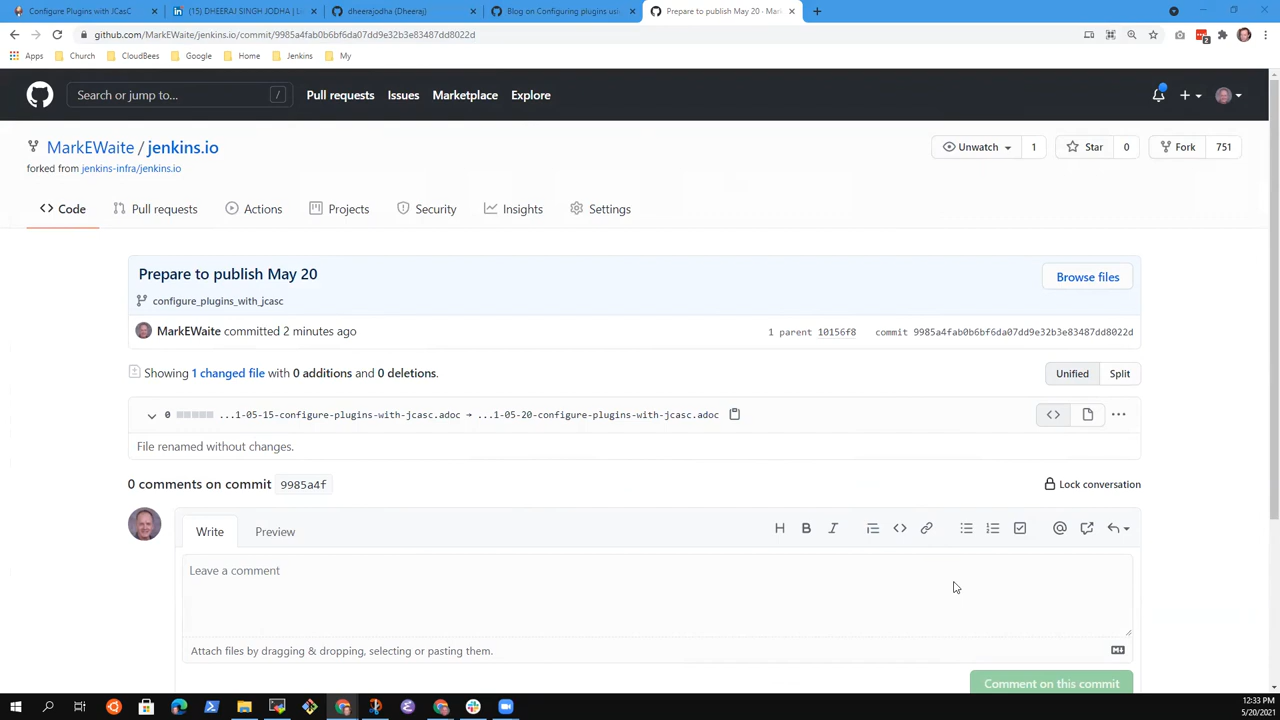 Configure Plugins with JCasC
(15) DHEERAJ SINGH JODHA | Li
dheerajodha (Dheeraj)
Blog on Configuring plugins usin
Prepare to publish May 20 · Mark
github.com/MarkEWaite/jenkins.io/commit/9985a4fab0b6bf6da07dd9e32b3e83487dd8022d
2
Apps Church CloudBees Google Home Jenkins My
Search or jump to... /
Pull requests Issues Marketplace Explore
MarkEWaite / jenkins.io
Unwatch 1 Star 0 Fork 751
forked from jenkins-infra/jenkins.io
Code Pull requests Actions Projects Security Insights Settings
Prepare to publish May 20
Browse files
configure_plugins_with_jcasc
MarkEWaite committed 2 minutes ago
1 parent 10156f8 commit 9985a4fab0b6bf6da07dd9e32b3e83487dd8022d
Showing 1 changed file with 0 additions and 0 deletions.
Unified Split
0 ...1-05-15-configure-plugins-with-jcasc.adoc → ...1-05-20-configure-plugins-with-jcasc.adoc
File renamed without changes.
0 comments on commit 9985a4f
Lock conversation
Write Preview
Leave a comment
Attach files by dragging & dropping, selecting or pasting them.
Comment on this commit
12:33 PM
5/20/2021